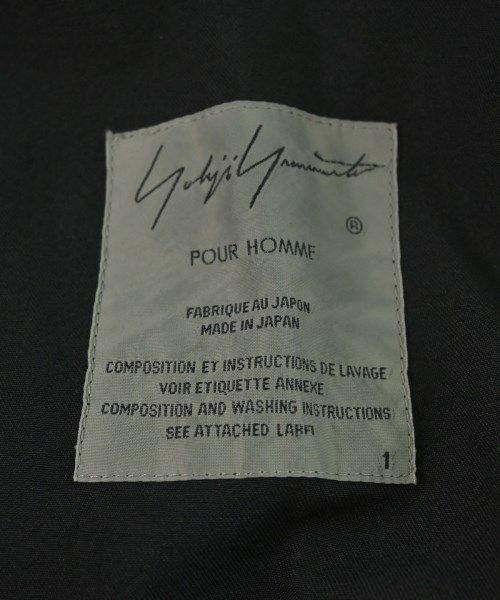 Yohji Yamamoto
®
POUR HOMME
FABRIQUE AU JAPON
MADE IN JAPAN
COMPOSITION ET INSTRUCTIONS DE LAVAGE
VOIR ETIQUETTE ANNEXE
COMPOSITION AND WASHING INSTRUCTIONS
SEE ATTACHED LABEL
1